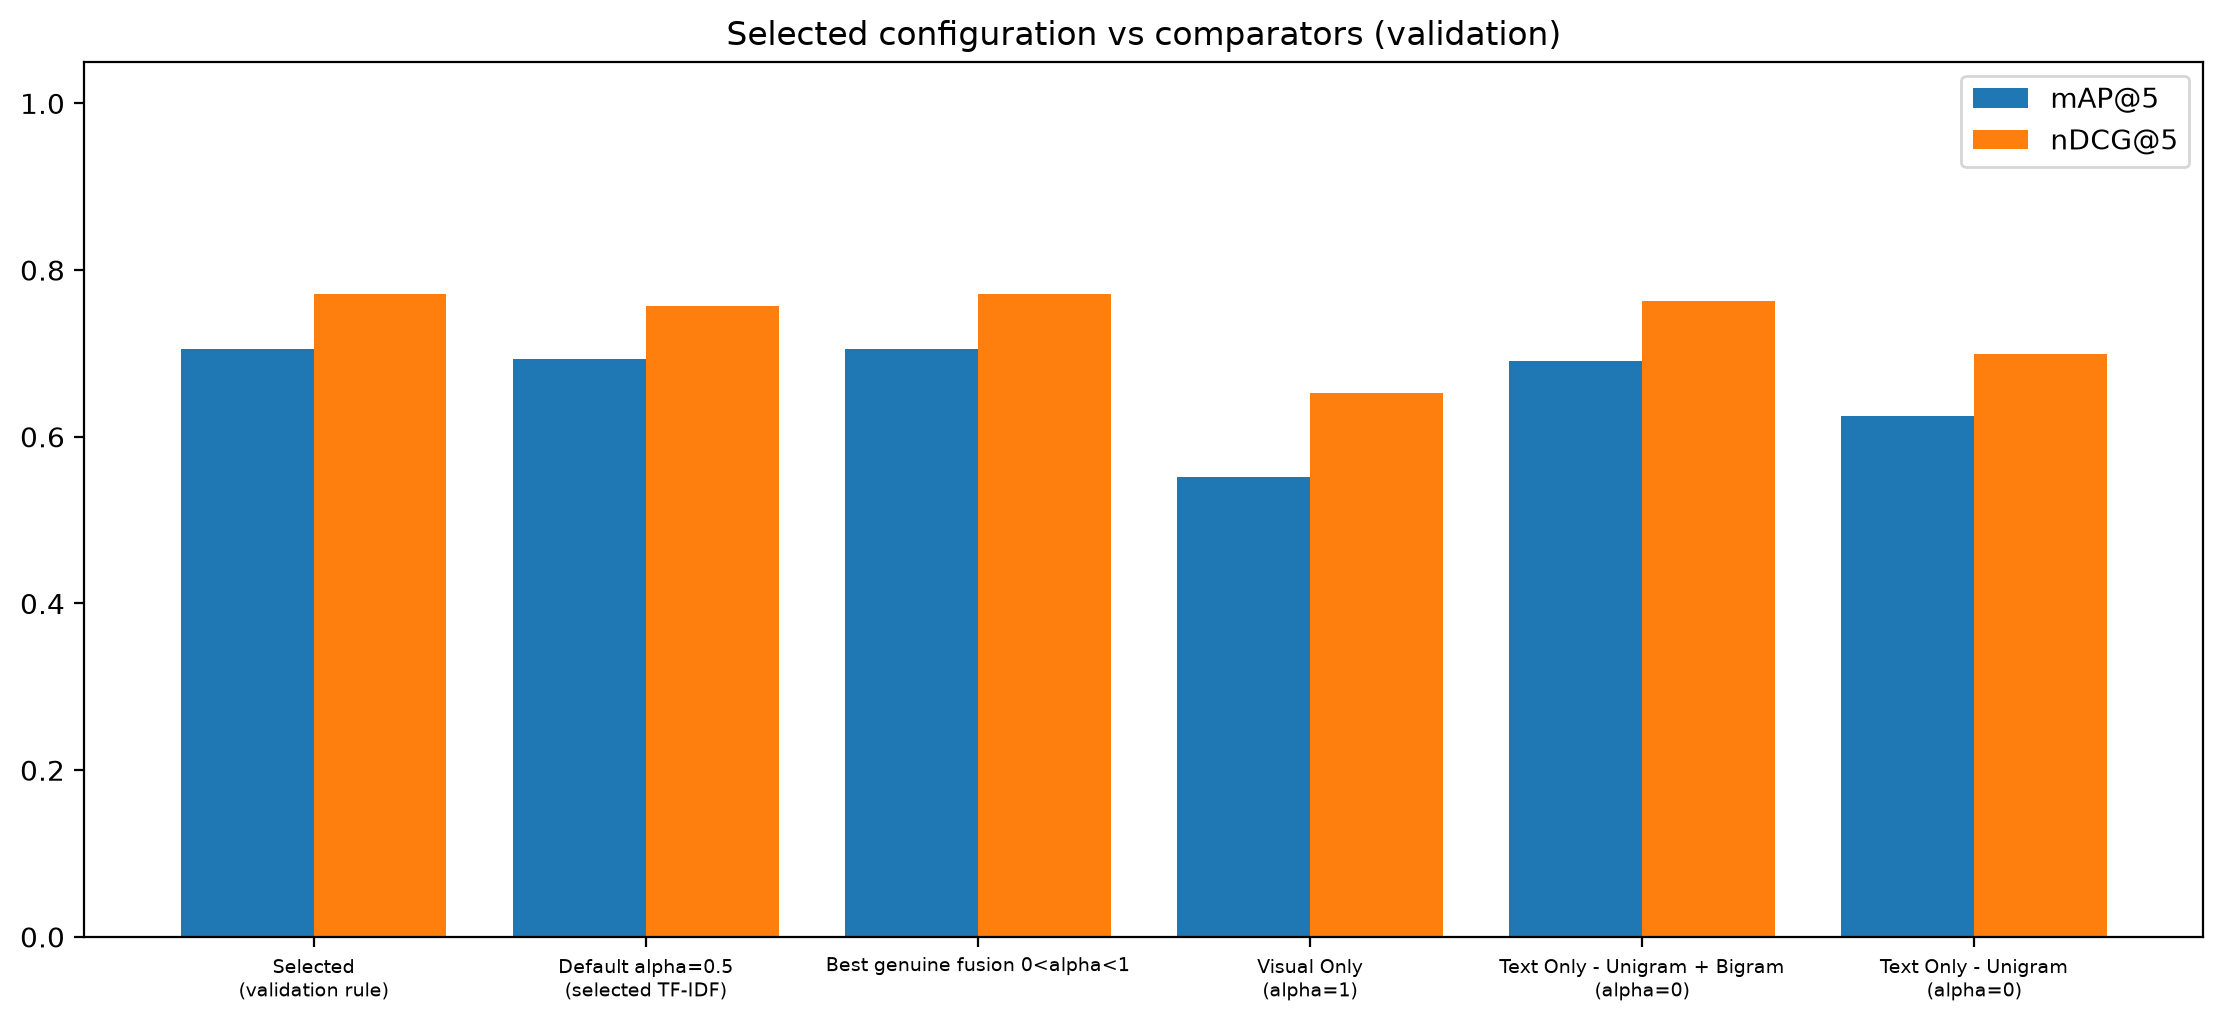 Selected configuration vs comparators (validation)
mAP@5
nDCG@5
1.0
0.8
0.6
0.4
0.2
0.0
Selected
(validation rule)
Default alpha=0.5
(selected TF-IDF)
Best genuine fusion 0<alpha<1
Visual Only
(alpha=1)
Text Only - Unigram + Bigram
(alpha=0)
Text Only - Unigram
(alpha=0)